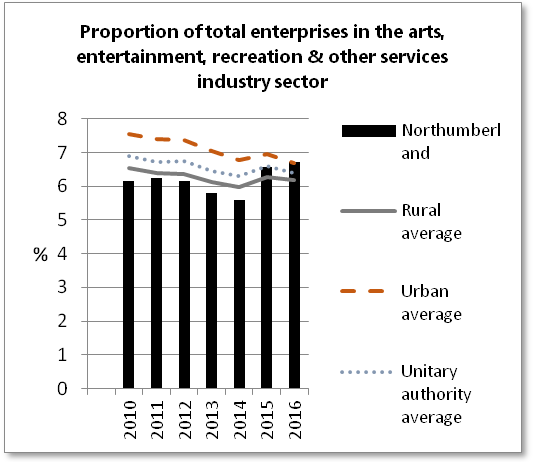 Proportion of total enterprises in the arts,
entertainment, recreation & other services
industry sector
8
7
6
5
4
3
2
1
0
%
2010
2011
2012
2013
2014
2015
2016
Northumberl
and
Rural
average
Urban
average
Unitary
authority
average